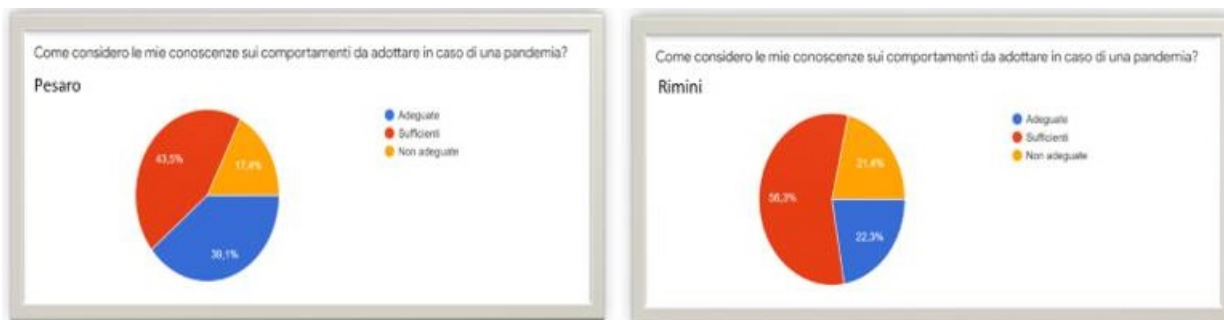 Come considero le mie conoscenze sui comportamenti da adottare in caso di una pandemia?
Pesaro
Adeguate
Sufficienti
Non adeguate
43,5%
17,4%
39,1%
Come considero le mie conoscenze sui comportamenti da adottare in caso di una pandemia?
Rimini
Adeguate
Sufficienti
Non adeguate
56,3%
21,4%
22,3%